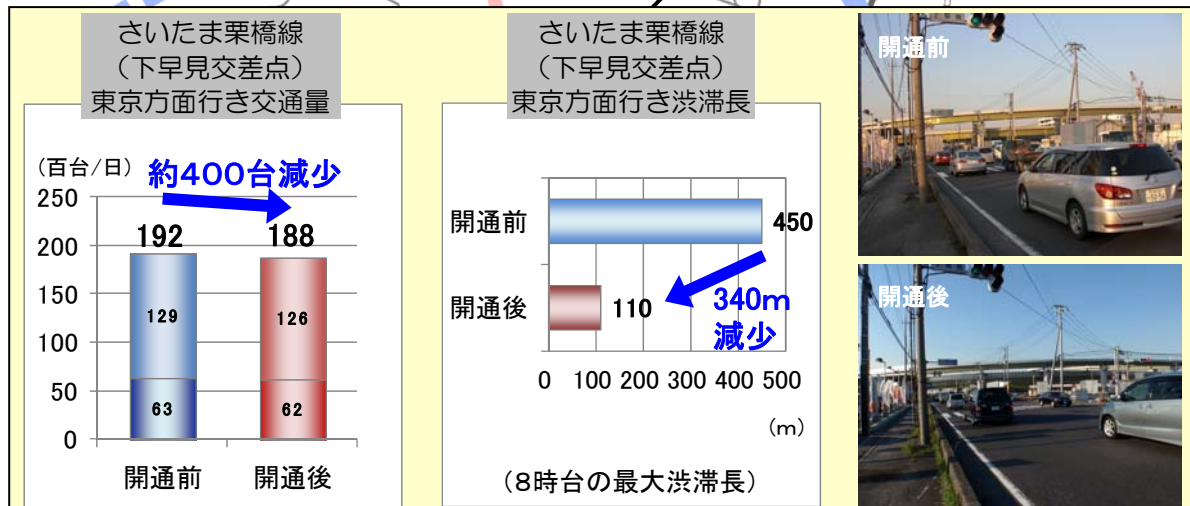 さいたま栗橋線
（下早見交差点）
東京方面行き交通量
（百台/日）
約400台減少
250
200
150
100
50
0
192
188
129
126
63
62
開通前
開通後
さいたま栗橋線
（下早見交差点）
東京方面行き渋滞長
開通前
450
開通後
110
340m
減少
0 100 200 300 400 500
（m）
（8時台の最大渋滞長）
開通前
開通後